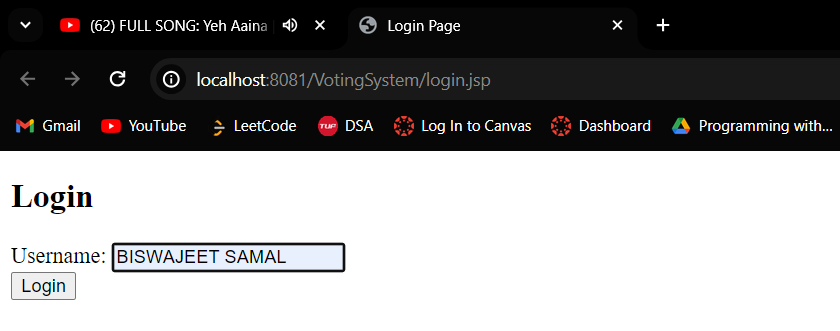 (62) FULL SONG: Yeh Aaina
Login Page
localhost:8081/VotingSystem/login.jsp
Gmail YouTube LeetCode TUF DSA Log In to Canvas Dashboard Programming with...
Login
Username: BISWAJEET SAMAL
Login